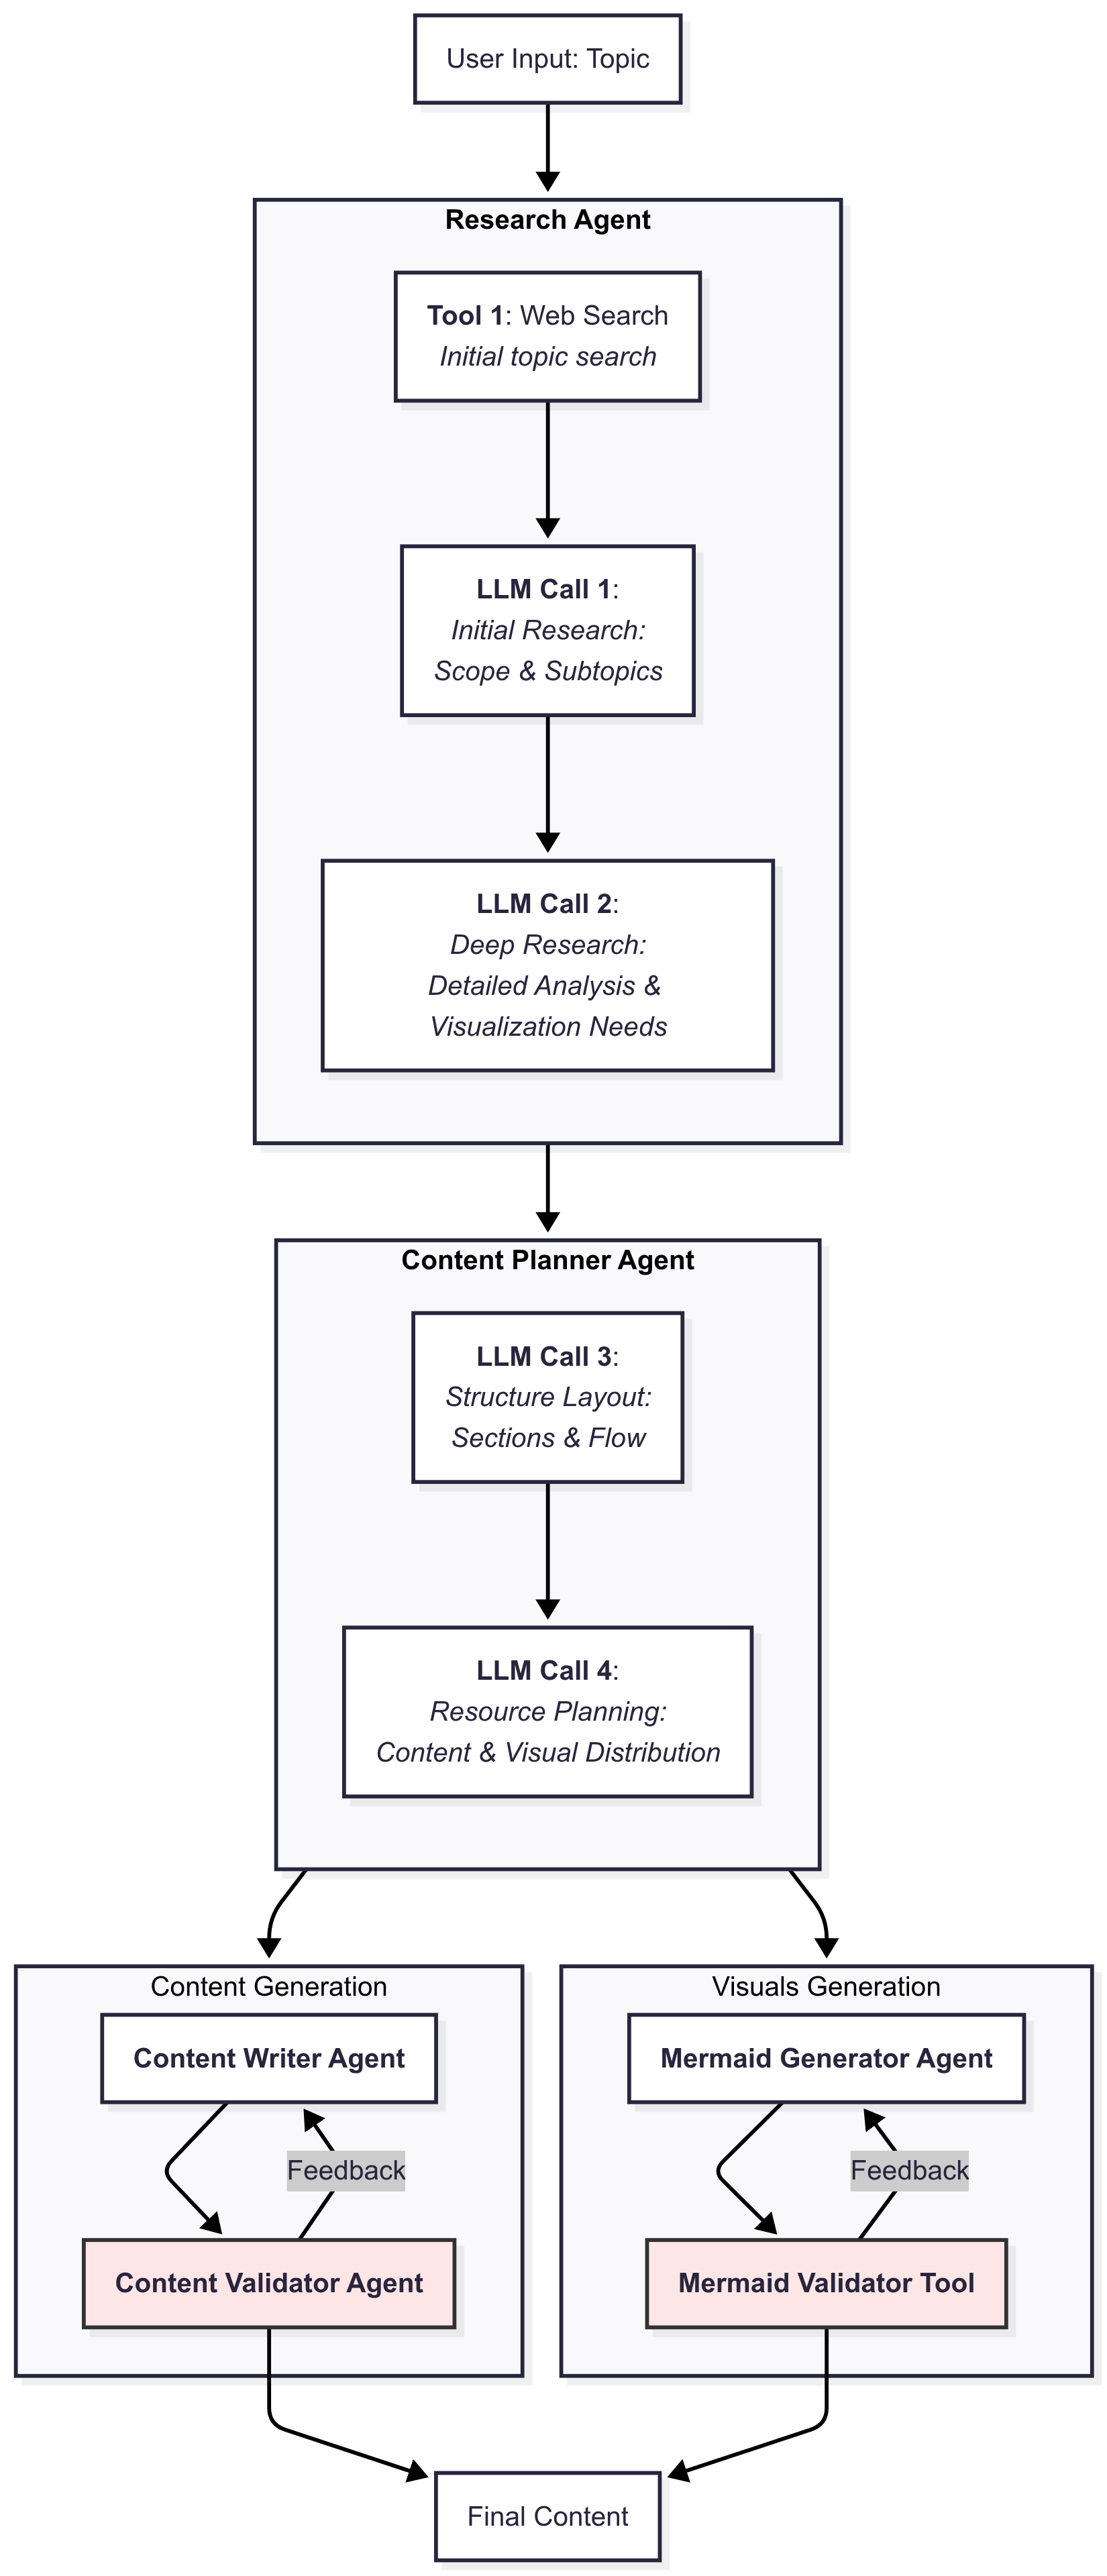 User Input: Topic
Research Agent
Tool 1: Web Search
Initial topic search
LLM Call 1:
Initial Research:
Scope & Subtopics
LLM Call 2:
Deep Research:
Detailed Analysis &
Visualization Needs
Content Planner Agent
LLM Call 3:
Structure Layout:
Sections & Flow
LLM Call 4:
Resource Planning:
Content & Visual Distribution
Content Generation
Content Writer Agent
Feedback
Content Validator Agent
Visuals Generation
Mermaid Generator Agent
Feedback
Mermaid Validator Tool
Final Content